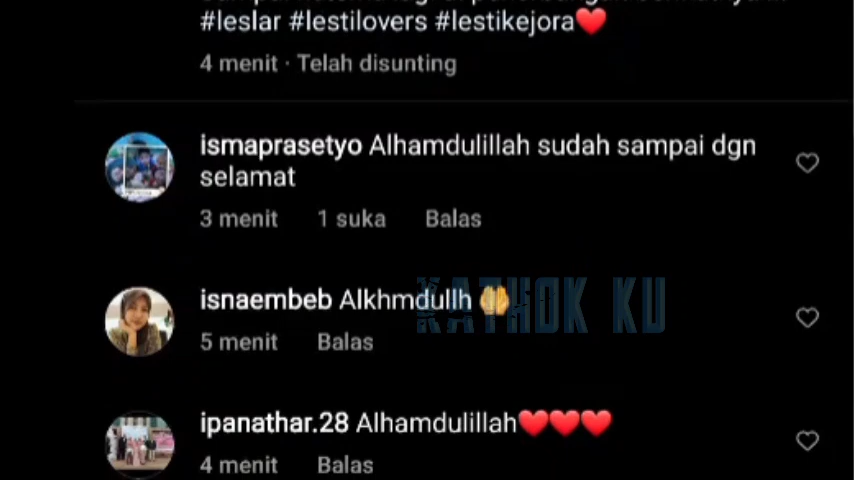 #leslar #lestilovers #lestikejora❤️
4 menit · Telah disunting
ismaprasetyo Alhamdulillah sudah sampai dgn
selamat
3 menit 1 suka Balas
isnaembeb Alkhmdullh 🤲
5 menit Balas
KATHOK KU
ipanathar.28 Alhamdulillah❤️❤️❤️
4 menit Balas